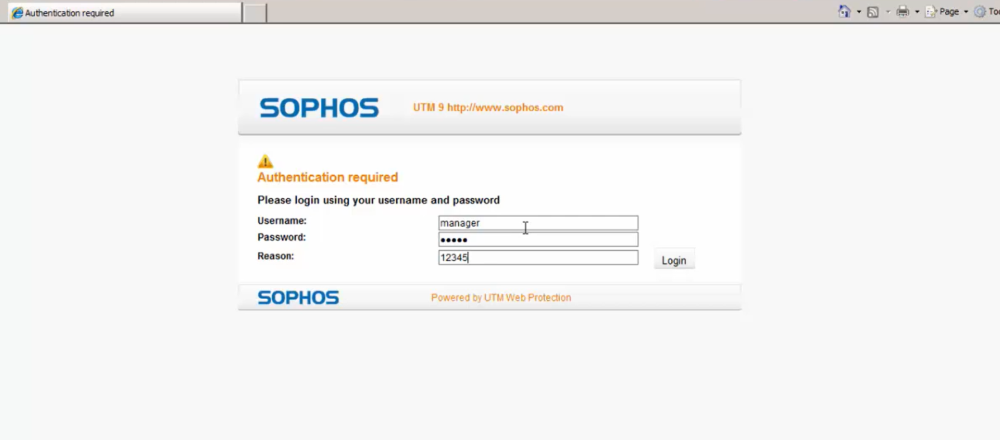 Authentication required
Page
SOPHOS
UTM 9 http://www.sophos.com
Authentication required
Please login using your username and password
Username: manager
Password: •••••
Reason: 12345
Login
SOPHOS
Powered by UTM Web Protection